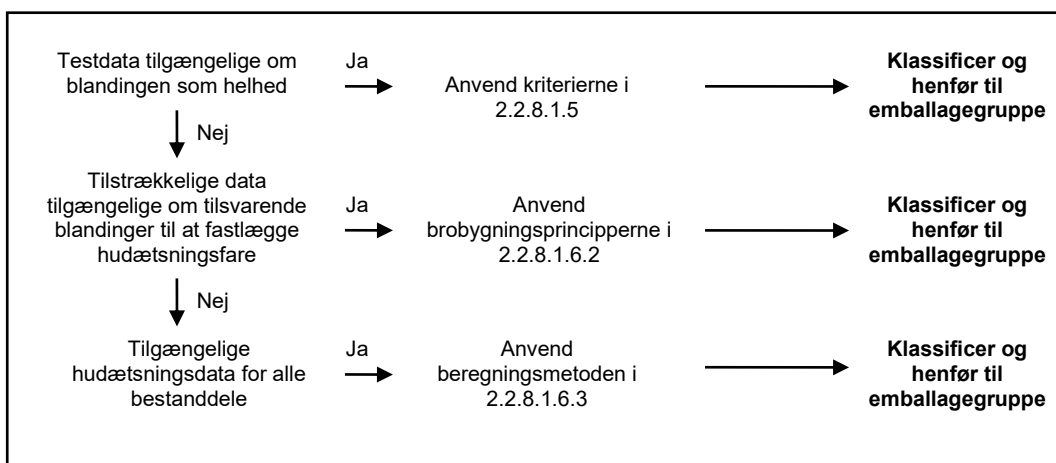 Testdata tilgængelige om
blandingen som helhed
Ja
Anvend kriterierne i
2.2.8.1.5
Klassificer og
henfør til
emballagegruppe
Nej
Tilstrækkelige data
tilgængelige om tilsvarende
blandinger til at fastlægge
hudætsningsfare
Ja
Anvend
brobygningsprincipperne i
2.2.8.1.6.2
Klassificer og
henfør til
emballagegruppe
Nej
Tilgængelige
hudætsningsdata for alle
bestanddele
Ja
Anvend
beregningsmetoden i
2.2.8.1.6.3
Klassificer og
henfør til
emballagegruppe